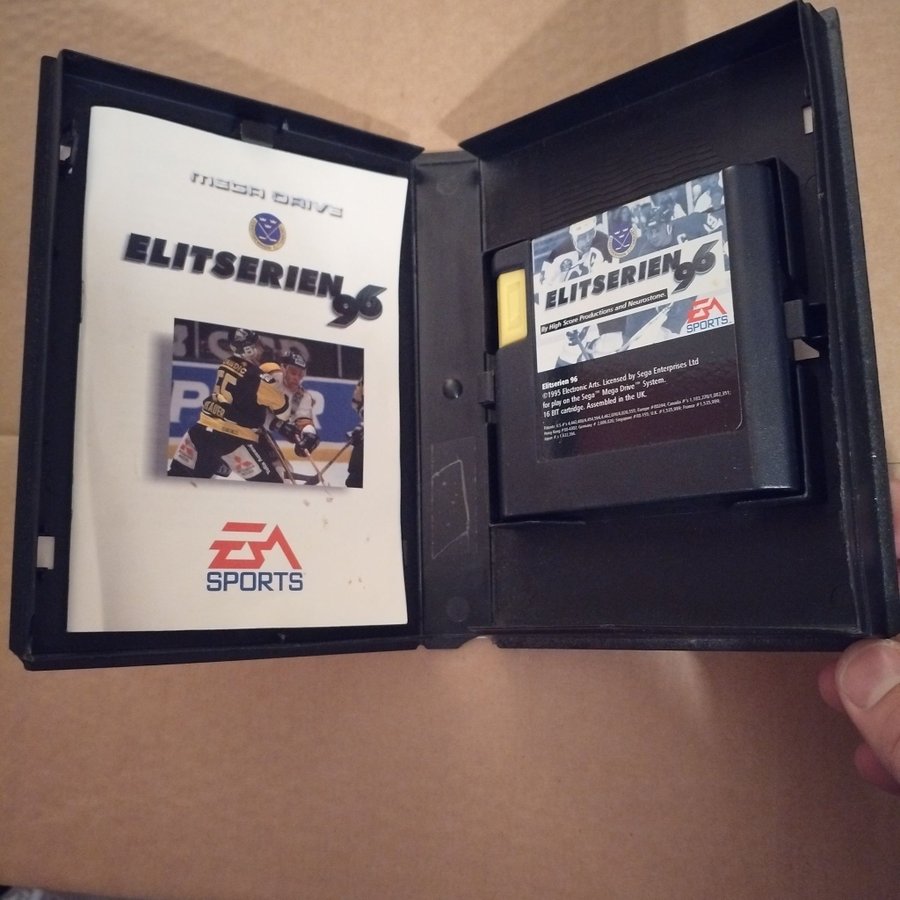 MEGA DRIVE
ELITSERIEN
96
EA
SPORTS
ELITSERIEN
96
By High Score Productions and Neurostone.
EA
SPORTS
Elitserien 96
©1995 Electronic Arts. Licensed by Sega Enterprises Ltd
for play on the Sega™ Mega Drive™ System.
16 BIT cartridge. Assembled in the UK.